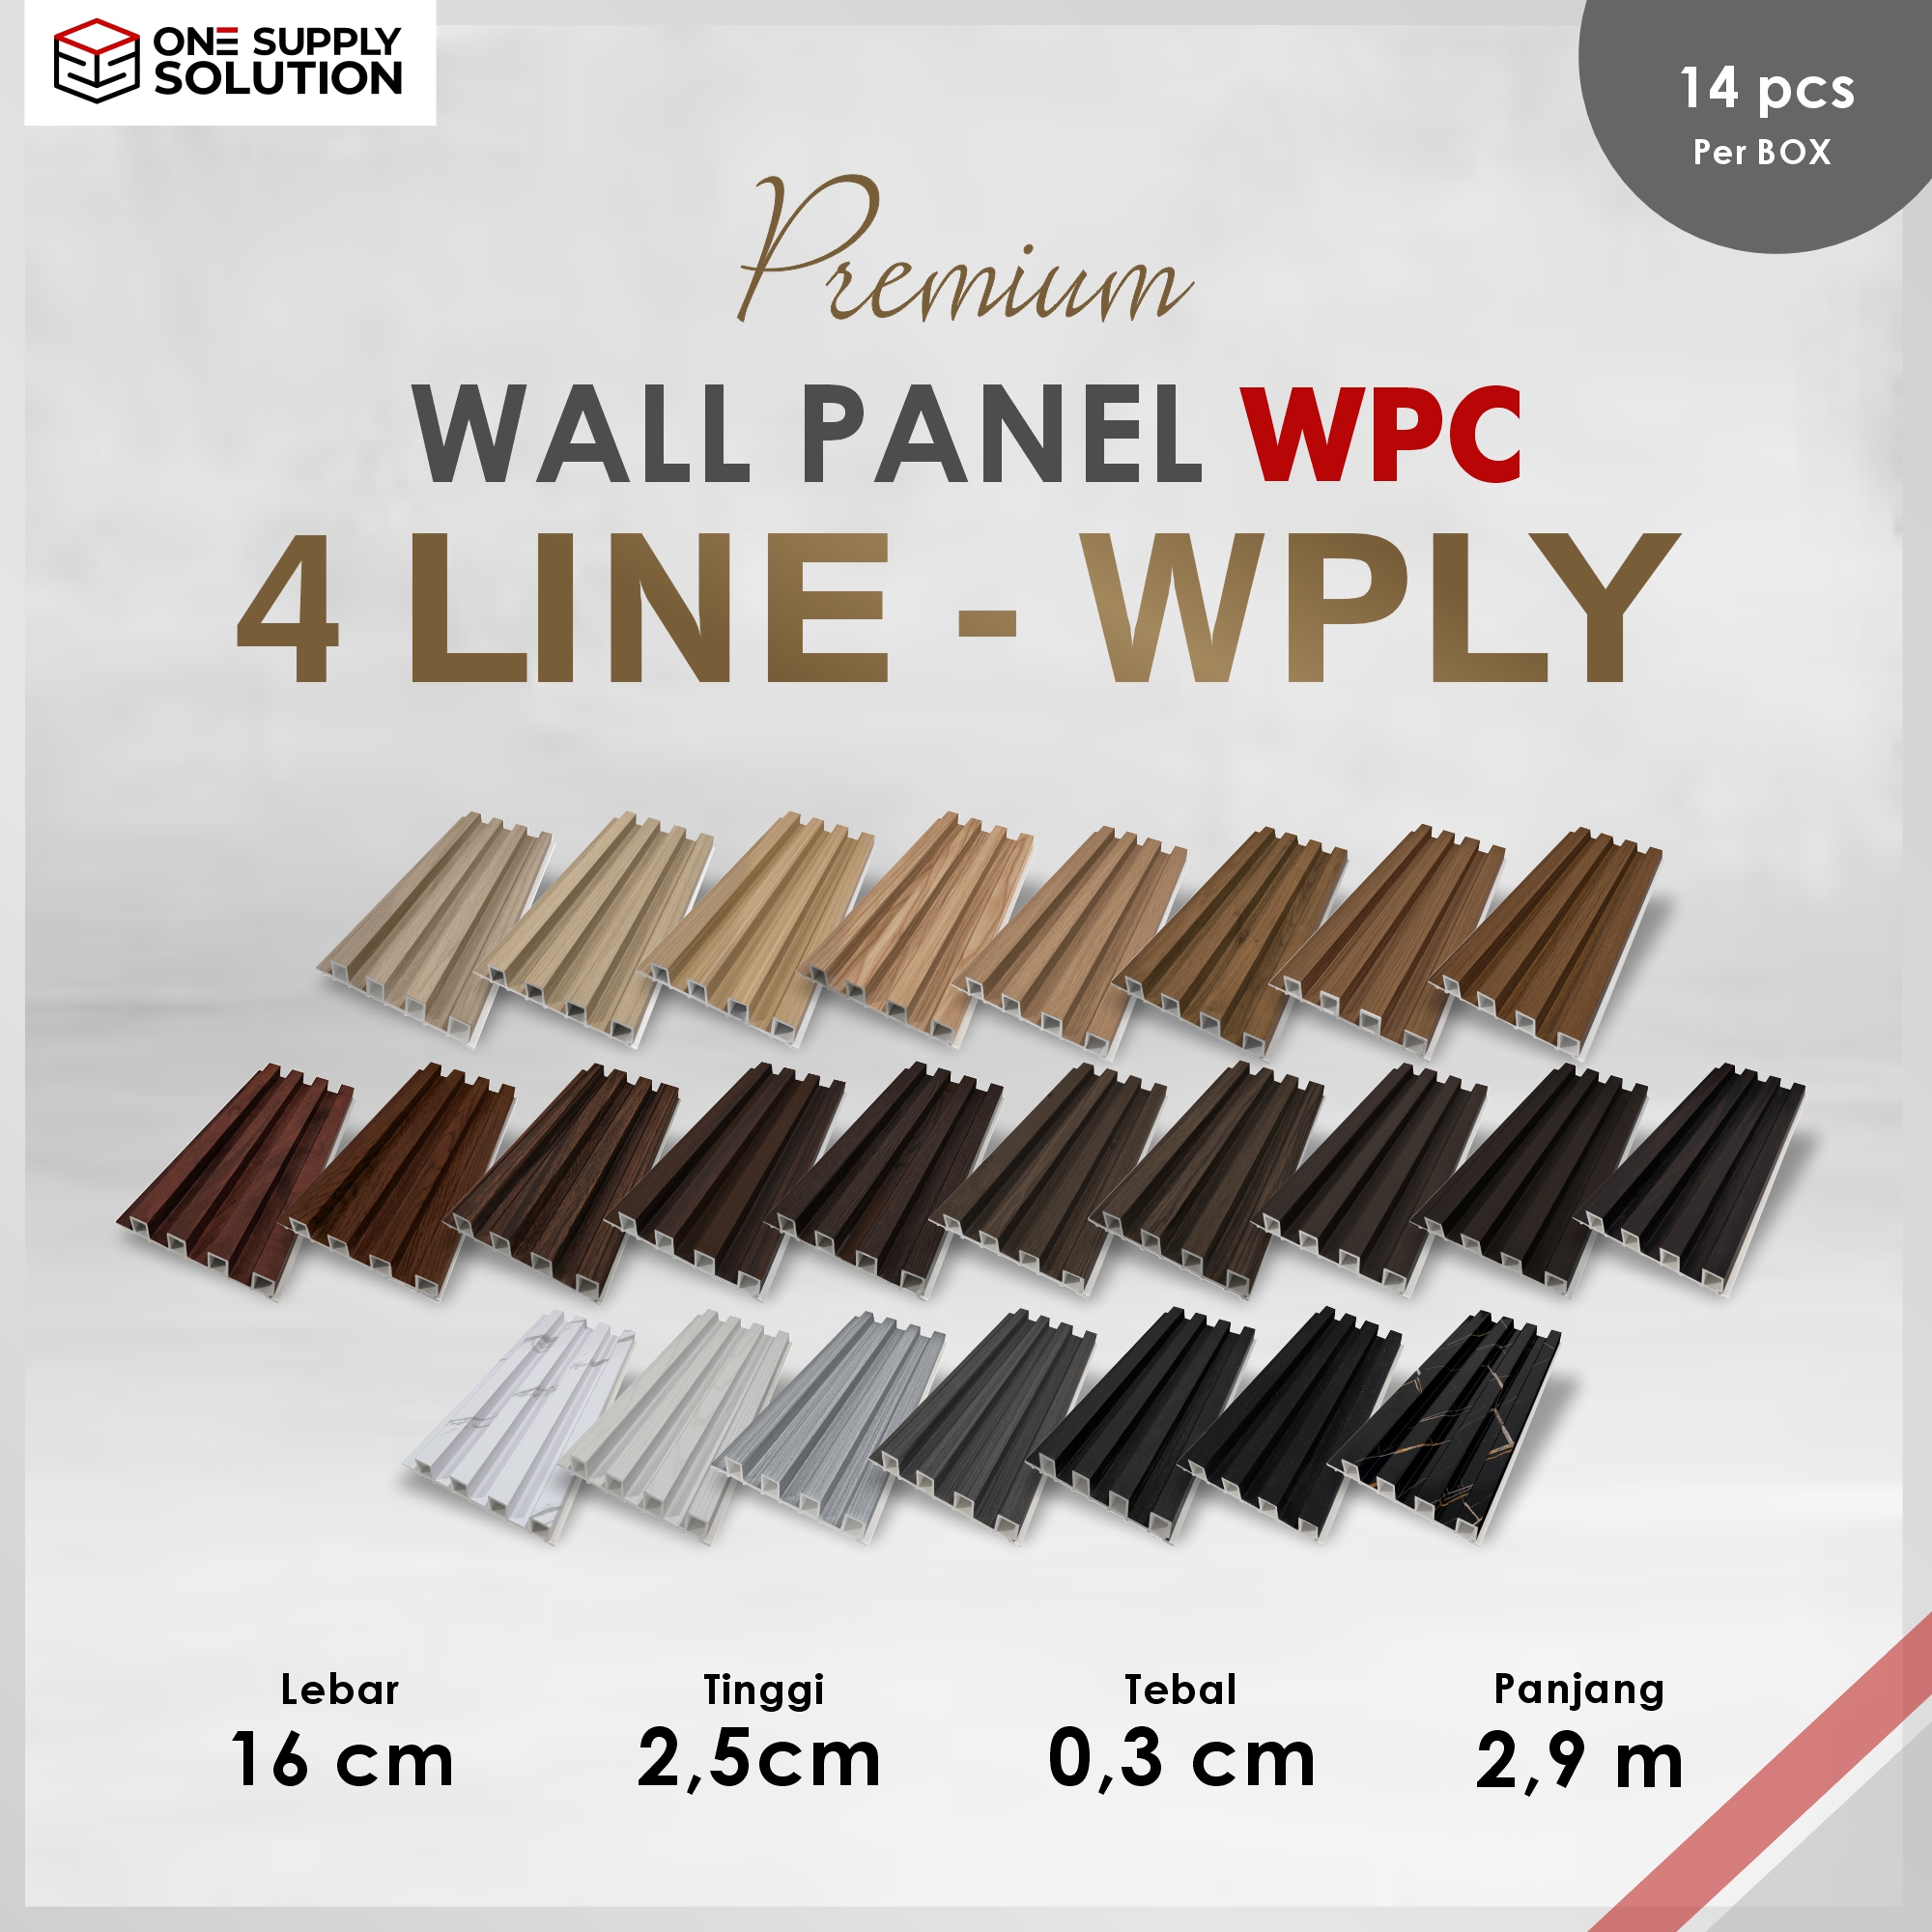 ONE SUPPLY
SOLUTION
14 pcs
Per BOX
Premium
WALL PANEL WPC
4 LINE - WPLY
Lebar
16 cm
Tinggi
2,5cm
Tebal
0,3 cm
Panjang
2,9 m